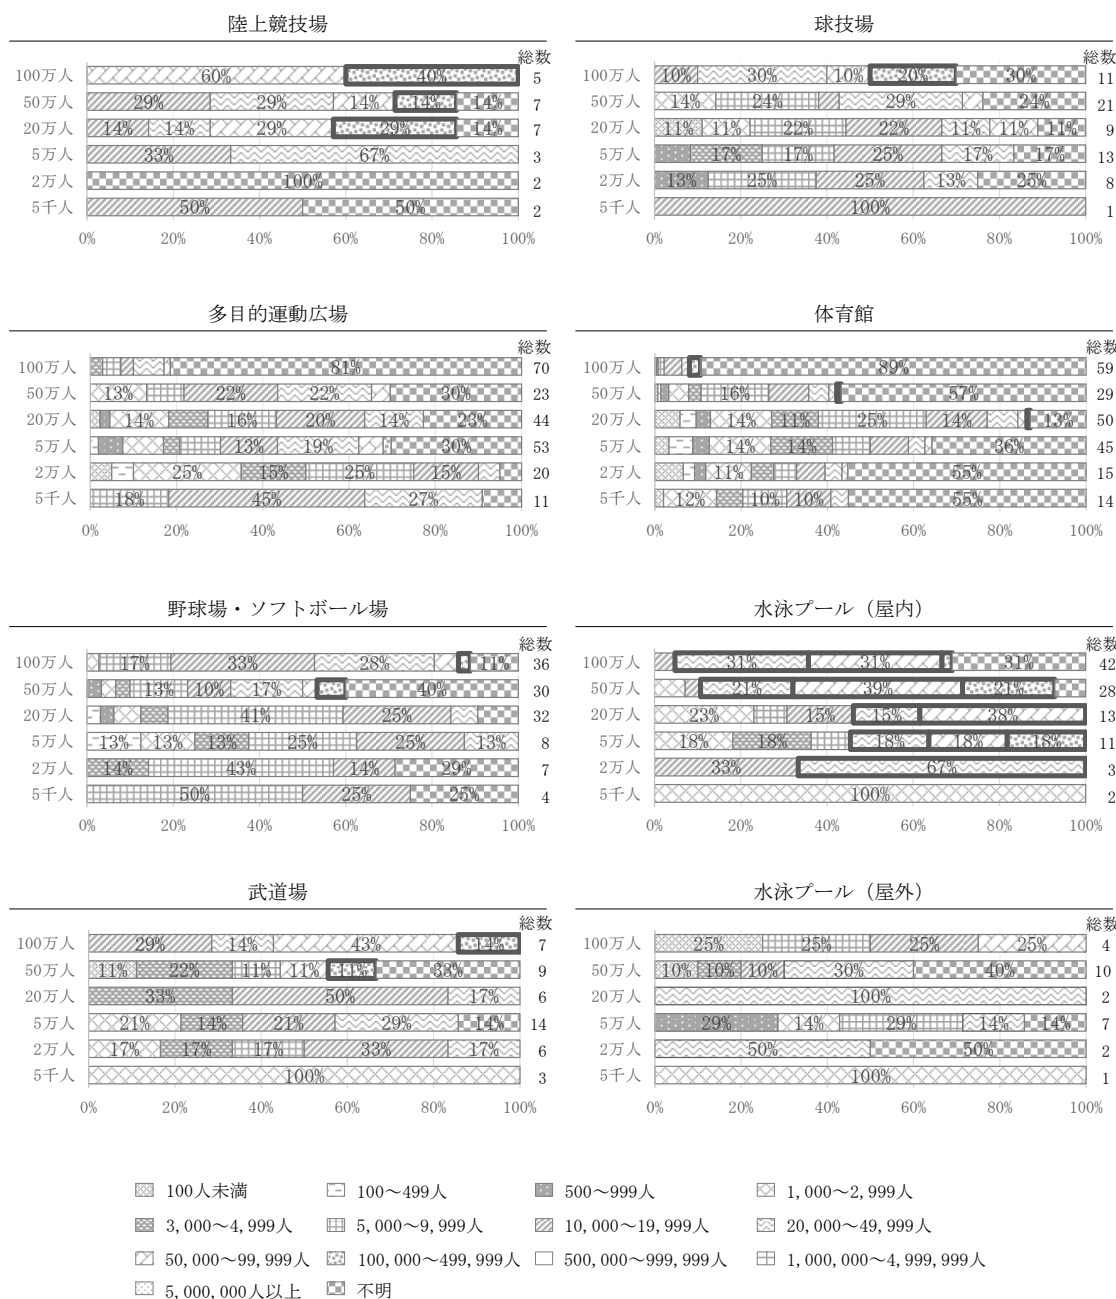 陸上競技場
総数
100万人 60% 40% 5
50万人 29% 29% 14% 14% 14% 7
20万人 14% 14% 29% 29% 14% 7
5万人 33% 67% 3
2万人 100% 2
5千人 50% 50% 2
0% 20% 40% 60% 80% 100%
球技場
総数
100万人 10% 30% 10% 20% 30% 11
50万人 14% 24% 29% 24% 21
20万人 11% 11% 22% 22% 11% 11% 11% 9
5万人 17% 17% 25% 17% 17% 13
2万人 13% 25% 25% 13% 25% 8
5千人 100% 1
0% 20% 40% 60% 80% 100%
多目的運動広場
総数
100万人 81% 70
50万人 13% 22% 22% 30% 23
20万人 14% 16% 20% 14% 23% 44
5万人 13% 19% 30% 53
2万人 25% 15% 25% 15% 20
5千人 18% 45% 27% 11
0% 20% 40% 60% 80% 100%
体育館
総数
100万人 89% 59
50万人 16% 57% 29
20万人 14% 11% 25% 14% 13% 50
5万人 14% 14% 36% 45
2万人 11% 55% 15
5千人 12% 10% 10% 55% 14
0% 20% 40% 60% 80% 100%
野球場・ソフトボール場
総数
100万人 17% 33% 28% 11% 36
50万人 13% 10% 17% 40% 30
20万人 41% 25% 32
5万人 13% 13% 13% 25% 25% 13% 8
2万人 14% 43% 14% 29% 7
5千人 50% 25% 25% 4
0% 20% 40% 60% 80% 100%
水泳プール（屋内）
総数
100万人 31% 31% 31% 42
50万人 21% 39% 21% 28
20万人 23% 15% 15% 38% 13
5万人 18% 18% 18% 18% 18% 11
2万人 33% 67% 3
5千人 100% 2
0% 20% 40% 60% 80% 100%
武道場
総数
100万人 29% 14% 43% 14% 7
50万人 11% 22% 11% 11% 11% 33% 9
20万人 33% 50% 17% 6
5万人 21% 14% 21% 29% 14% 14
2万人 17% 17% 17% 33% 17% 6
5千人 100% 3
0% 20% 40% 60% 80% 100%
水泳プール（屋外）
総数
100万人 25% 25% 25% 25% 4
50万人 10% 10% 10% 30% 40% 10
20万人 100% 2
5万人 29% 14% 29% 14% 14% 7
2万人 50% 50% 2
5千人 100% 1
0% 20% 40% 60% 80% 100%
100人未満 100〜499人 500〜999人 1,000〜2,999人
3,000〜4,999人 5,000〜9,999人 10,000〜19,999人 20,000〜49,999人
50,000〜99,999人 100,000〜499,999人 500,000〜999,999人 1,000,000〜4,999,999人
5,000,000人以上 不明